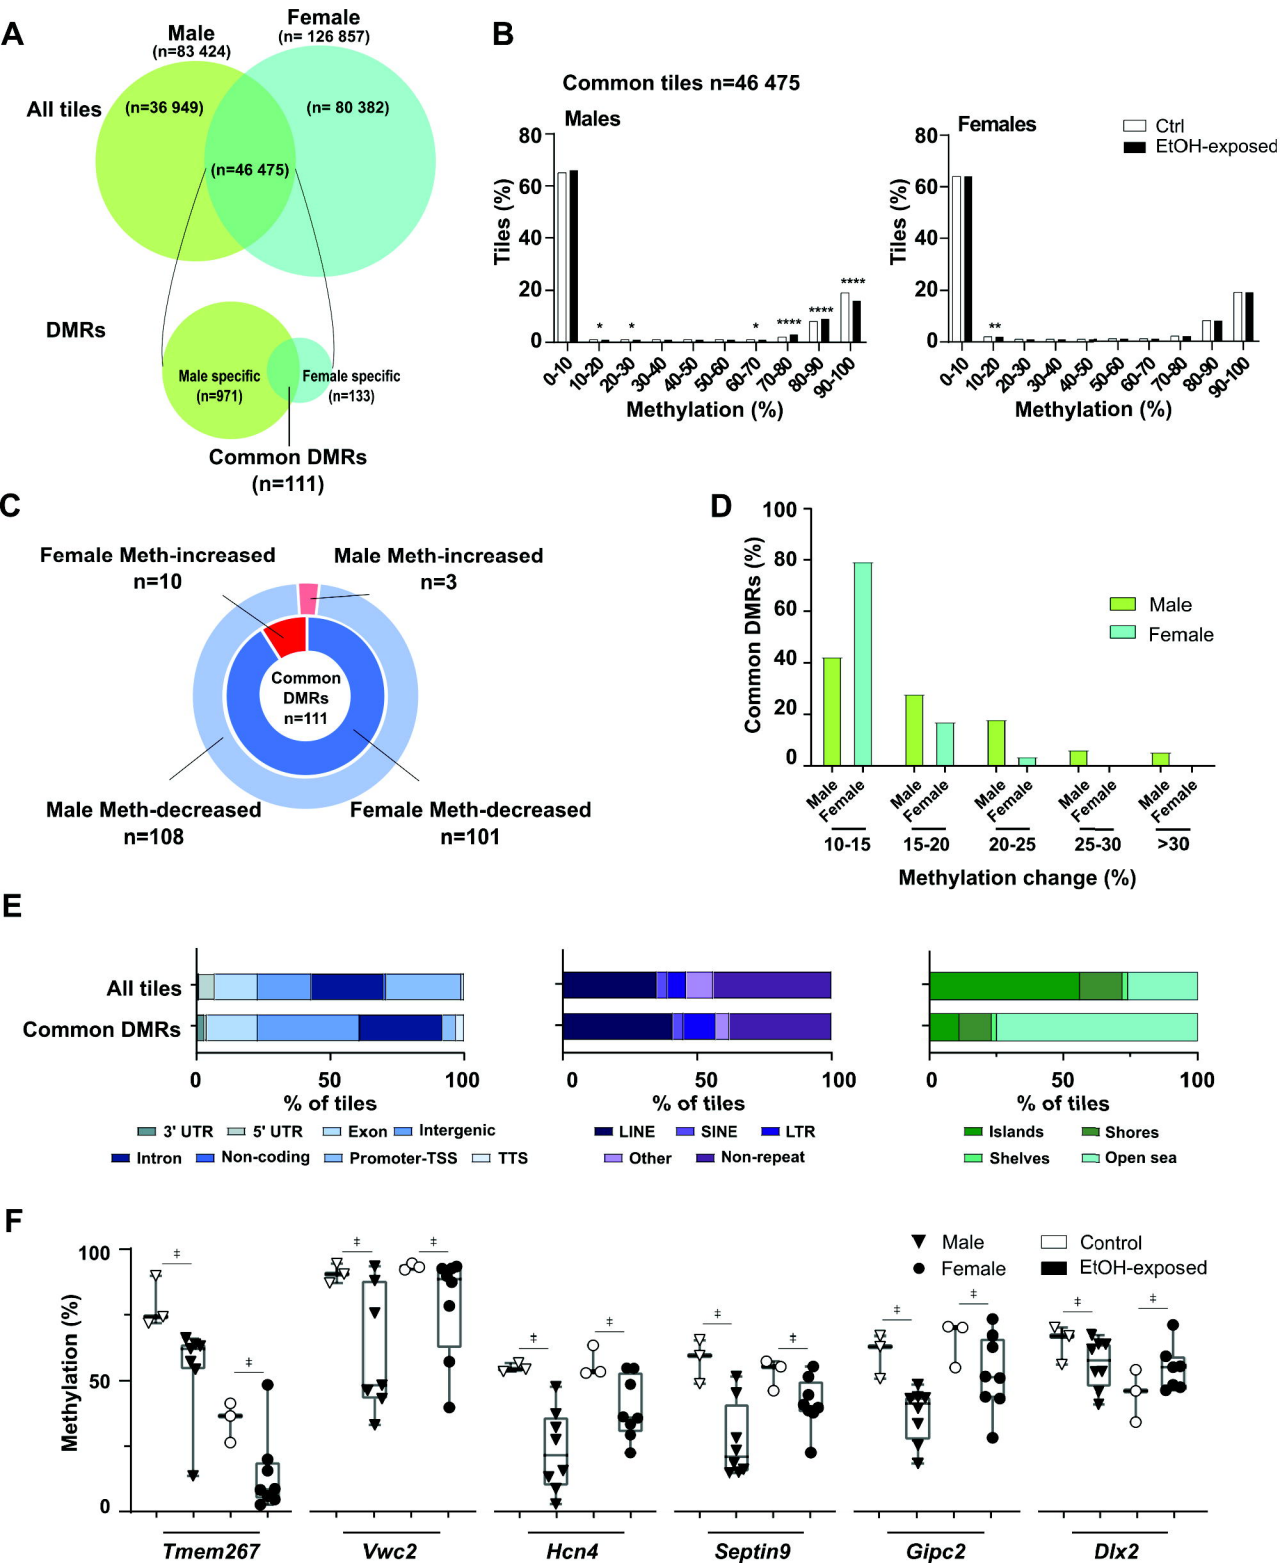 A
Male
(n=83 424)
Female
(n= 126 857)
All tiles
(n=36 949)
(n= 80 382)
(n=46 475)
DMRs
Male specific
(n=971)
Female specific
(n=133)
Common DMRs
(n=111)
B
Common tiles n=46 475
Males
Females
Ctrl
EtOH-exposed
80
60
40
20
0
Tiles (%)
* * * **** **** ****
0-10 10-20 20-30 30-40 40-50 50-60 60-70 70-80 80-90 90-100
Methylation (%)
80
60
40
20
0
Tiles (%)
**
0-10 10-20 20-30 30-40 40-50 50-60 60-70 70-80 80-90 90-100
Methylation (%)
C
Female Meth-increased
n=10
Male Meth-increased
n=3
Common
DMRs
n=111
Male Meth-decreased
n=108
Female Meth-decreased
n=101
D
100
80
60
40
20
0
Common DMRs (%)
Male
Female
Male Female Male Female Male Female Male Female Male Female
10-15 15-20 20-25 25-30 >30
Methylation change (%)
E
All tiles
Common DMRs
0 50 100
% of tiles
3' UTR 5' UTR Exon Intergenic
Intron Non-coding Promoter-TSS TTS
0 50 100
% of tiles
LINE SINE LTR
Other Non-repeat
0 50 100
% of tiles
Islands Shores
Shelves Open sea
F
Male Control
Female EtOH-exposed
100
50
0
Methylation (%)
‡ ‡ ‡ ‡ ‡ ‡ ‡ ‡ ‡ ‡ ‡ ‡
Tmem267 Vwc2 Hcn4 Septin9 Gipc2 Dlx2